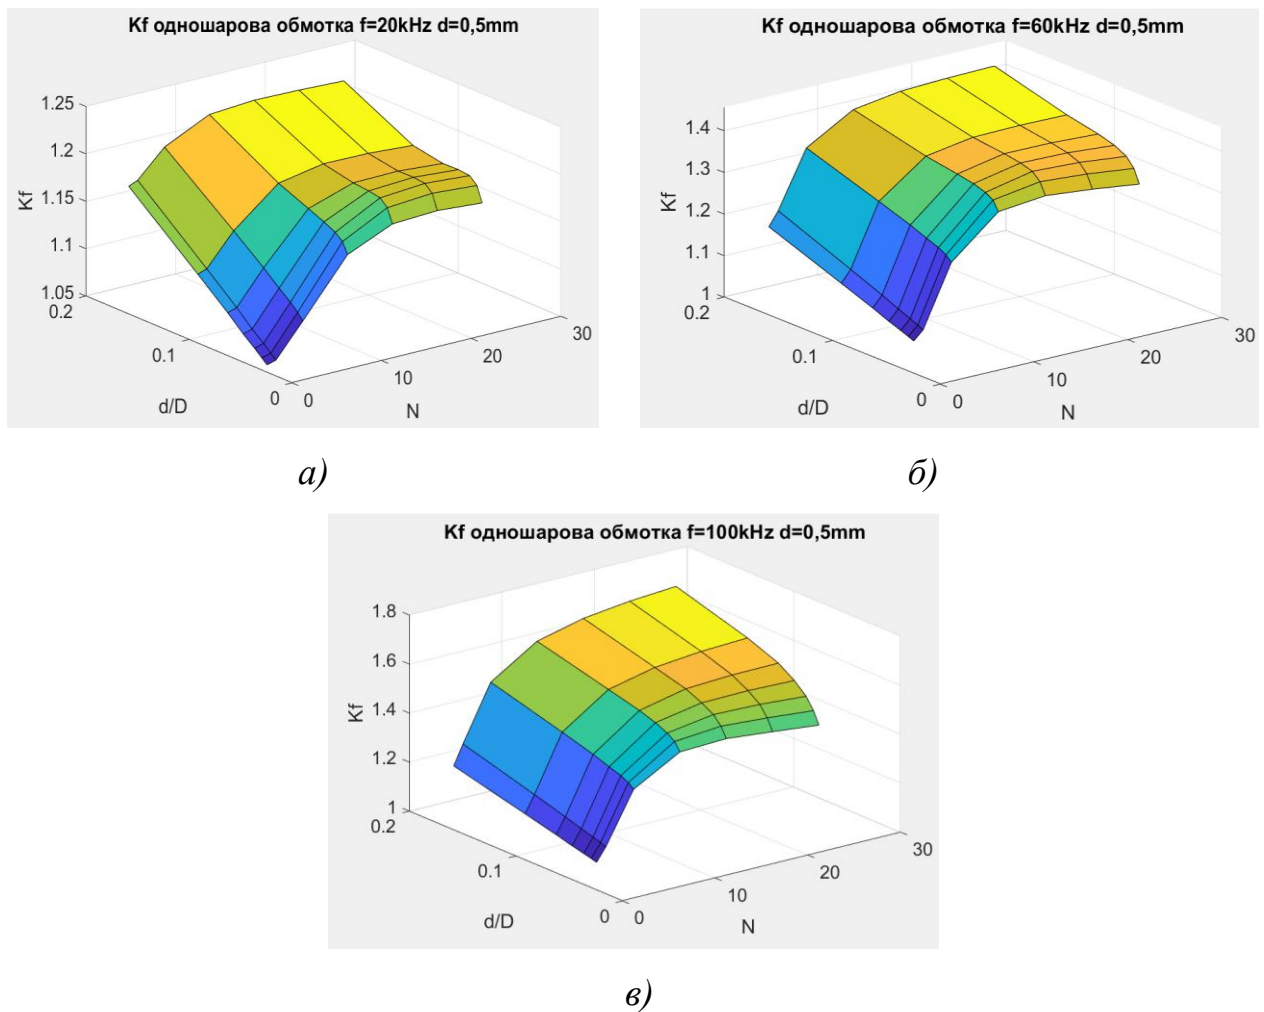 Kf одношарова обмотка f=20kHz d=0,5mm
1.25
1.2
1.15
1.1
1.05
Kf
0.2
0.1
0
d/D
0
10
20
30
N
а)
Kf одношарова обмотка f=60kHz d=0,5mm
1.4
1.3
1.2
1.1
1
Kf
0.2
0.1
0
d/D
0
10
20
30
N
б)
Kf одношарова обмотка f=100kHz d=0,5mm
1.8
1.6
1.4
1.2
1
Kf
0.2
0.1
0
d/D
0
10
20
30
N
в)